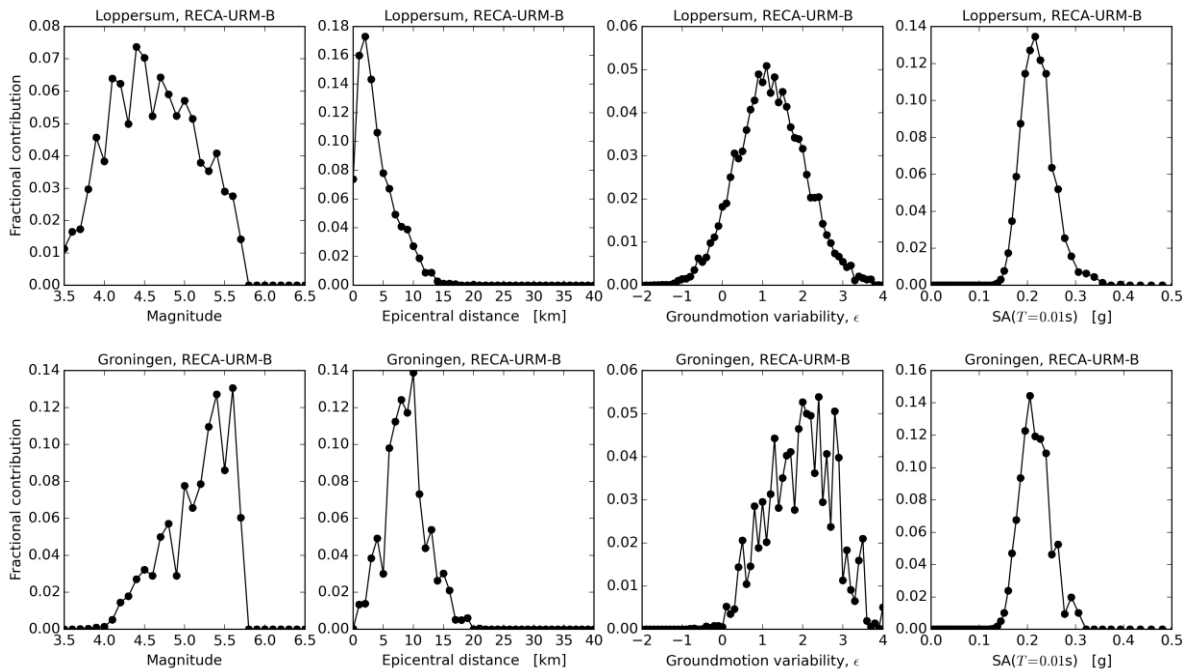 Loppersum, RECA-URM-B
Fractional contribution
0.08
0.07
0.06
0.05
0.04
0.03
0.02
0.01
0.00
3.5 4.0 4.5 5.0 5.5 6.0 6.5
Magnitude
Loppersum, RECA-URM-B
0.18
0.16
0.14
0.12
0.10
0.08
0.06
0.04
0.02
0.00
0 5 10 15 20 25 30 35 40
Epicentral distance [km]
Loppersum, RECA-URM-B
0.06
0.05
0.04
0.03
0.02
0.01
0.00
−2 −1 0 1 2 3 4
Groundmotion variability, ϵ
Loppersum, RECA-URM-B
0.14
0.12
0.10
0.08
0.06
0.04
0.02
0.00
0.0 0.1 0.2 0.3 0.4 0.5
SA(T=0.01s) [g]
Groningen, RECA-URM-B
Fractional contribution
0.14
0.12
0.10
0.08
0.06
0.04
0.02
0.00
3.5 4.0 4.5 5.0 5.5 6.0 6.5
Magnitude
Groningen, RECA-URM-B
0.14
0.12
0.10
0.08
0.06
0.04
0.02
0.00
0 5 10 15 20 25 30 35 40
Epicentral distance [km]
Groningen, RECA-URM-B
0.06
0.05
0.04
0.03
0.02
0.01
0.00
−2 −1 0 1 2 3 4
Groundmotion variability, ϵ
Groningen, RECA-URM-B
0.16
0.14
0.12
0.10
0.08
0.06
0.04
0.02
0.00
0.0 0.1 0.2 0.3 0.4 0.5
SA(T=0.01s) [g]